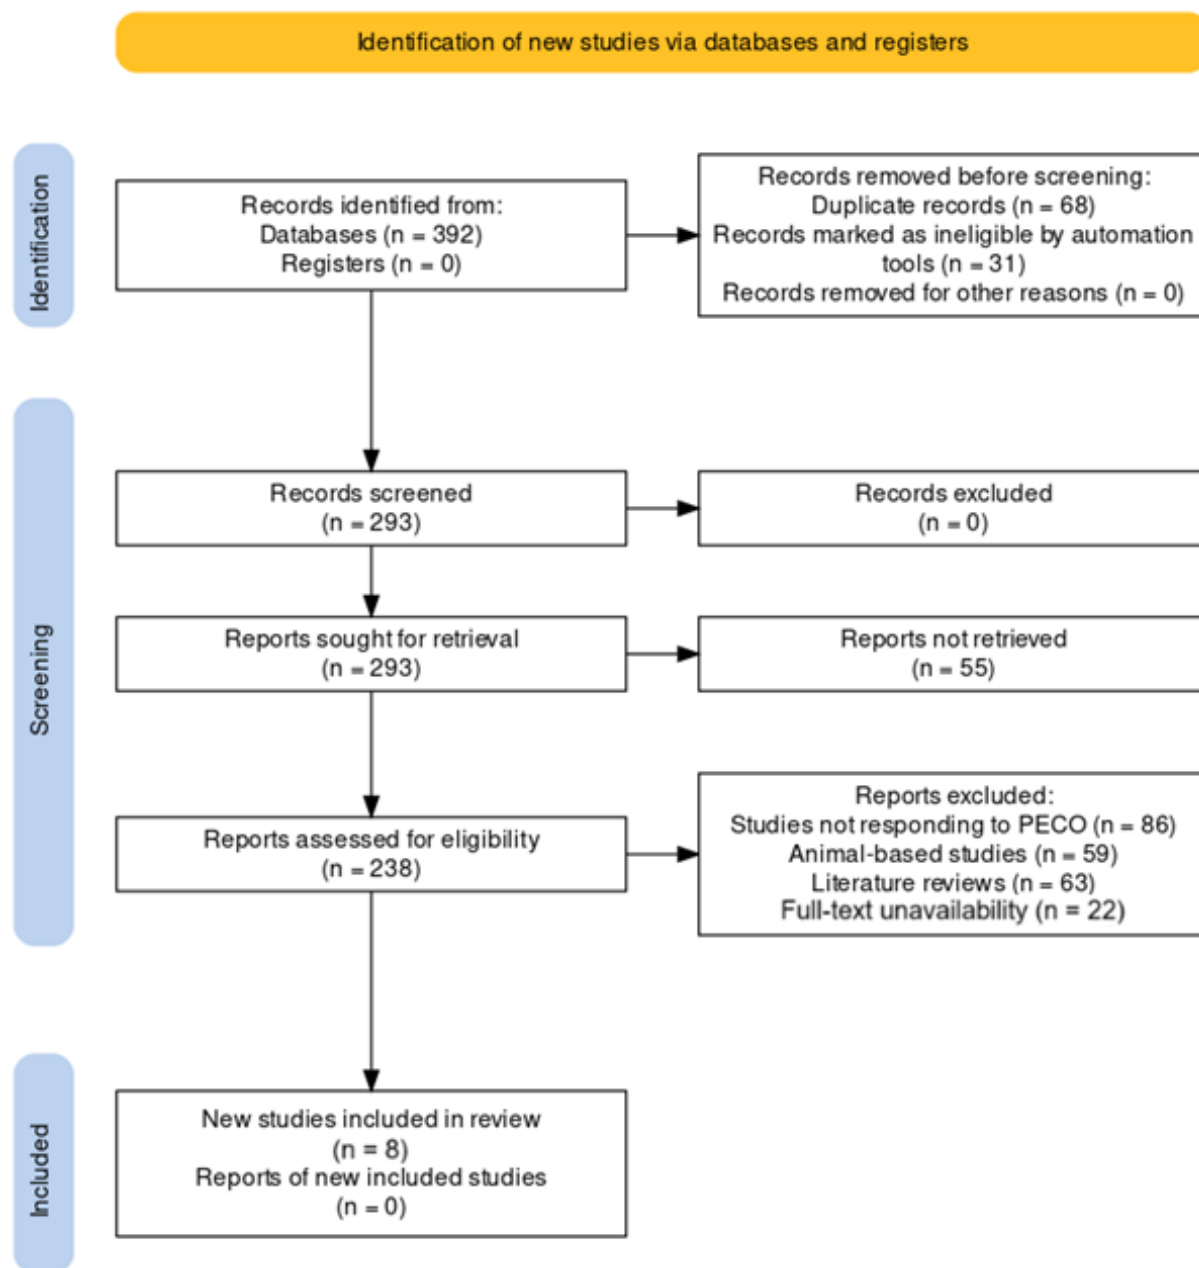 Identification of new studies via databases and registers
Identification
Records identified from:
Databases (n = 392)
Registers (n = 0)
Records removed before screening:
Duplicate records (n = 68)
Records marked as ineligible by automation
tools (n = 31)
Records removed for other reasons (n = 0)
Screening
Records screened
(n = 293)
Records excluded
(n = 0)
Reports sought for retrieval
(n = 293)
Reports not retrieved
(n = 55)
Reports assessed for eligibility
(n = 238)
Reports excluded:
Studies not responding to PECO (n = 86)
Animal-based studies (n = 59)
Literature reviews (n = 63)
Full-text unavailability (n = 22)
Included
New studies included in review
(n = 8)
Reports of new included studies
(n = 0)